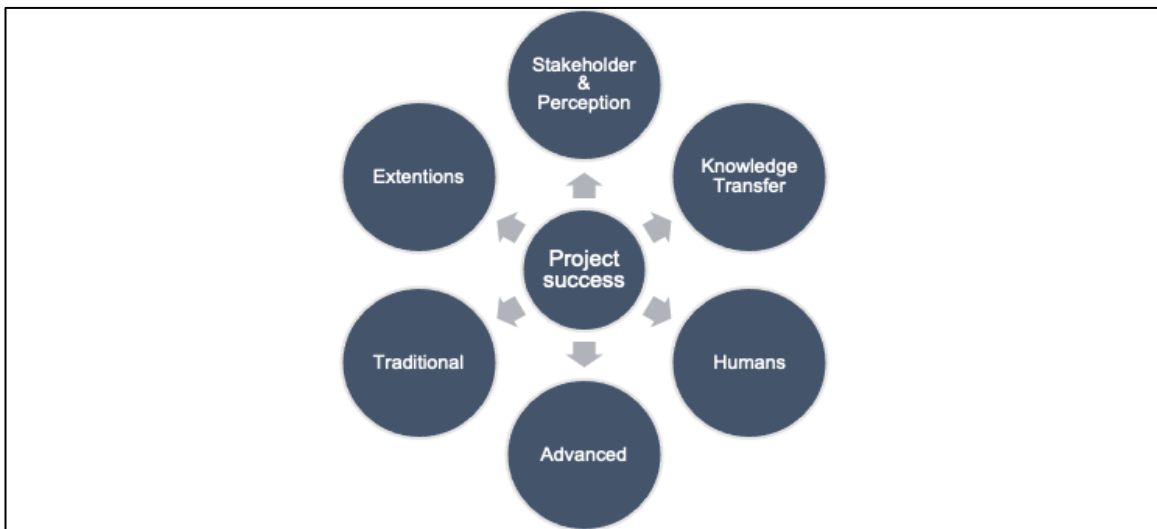 Stakeholder
&
Perception
Extentions
Knowledge
Transfer
Project
success
Traditional
Humans
Advanced